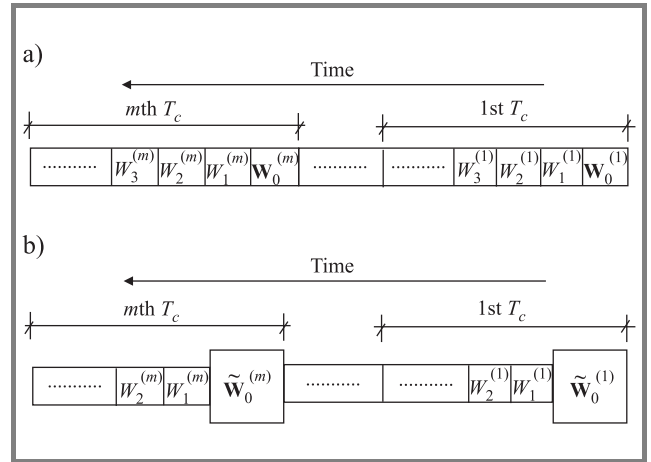 a)
Time
mth T_c 1st T_c
.......... W_3^(m) W_2^(m) W_1^(m) W_0^(m) .......... .......... W_3^(1) W_2^(1) W_1^(1) W_0^(1)
b)
Time
mth T_c 1st T_c
.......... W_2^(m) W_1^(m) W̃_0^(m) .......... .......... W_2^(1) W_1^(1) W̃_0^(1)